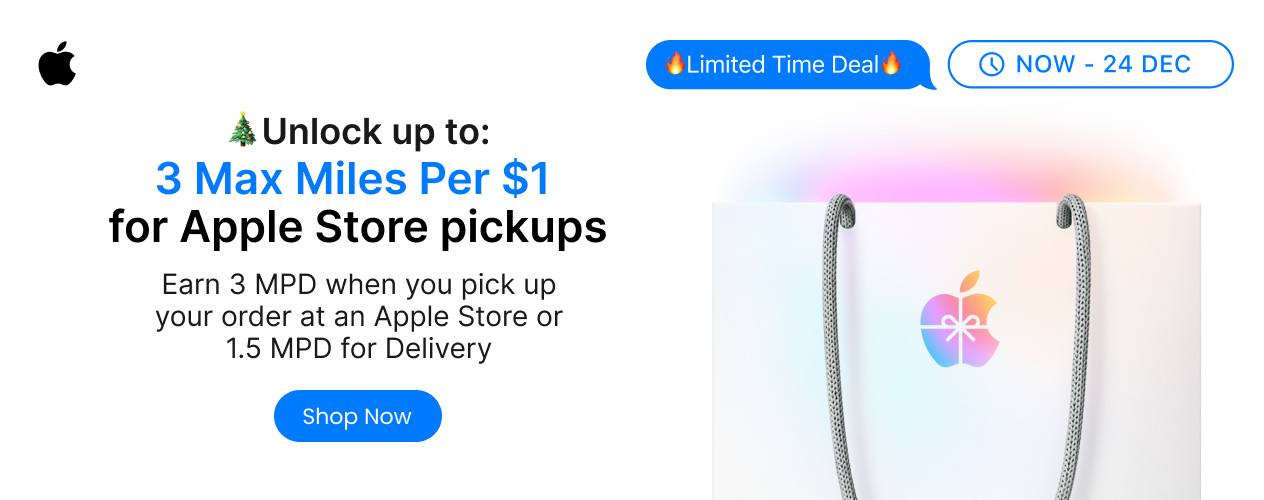 🔥Limited Time Deal🔥
NOW - 24 DEC
🎄Unlock up to:
3 Max Miles Per $1
for Apple Store pickups
Earn 3 MPD when you pick up
your order at an Apple Store or
1.5 MPD for Delivery
Shop Now